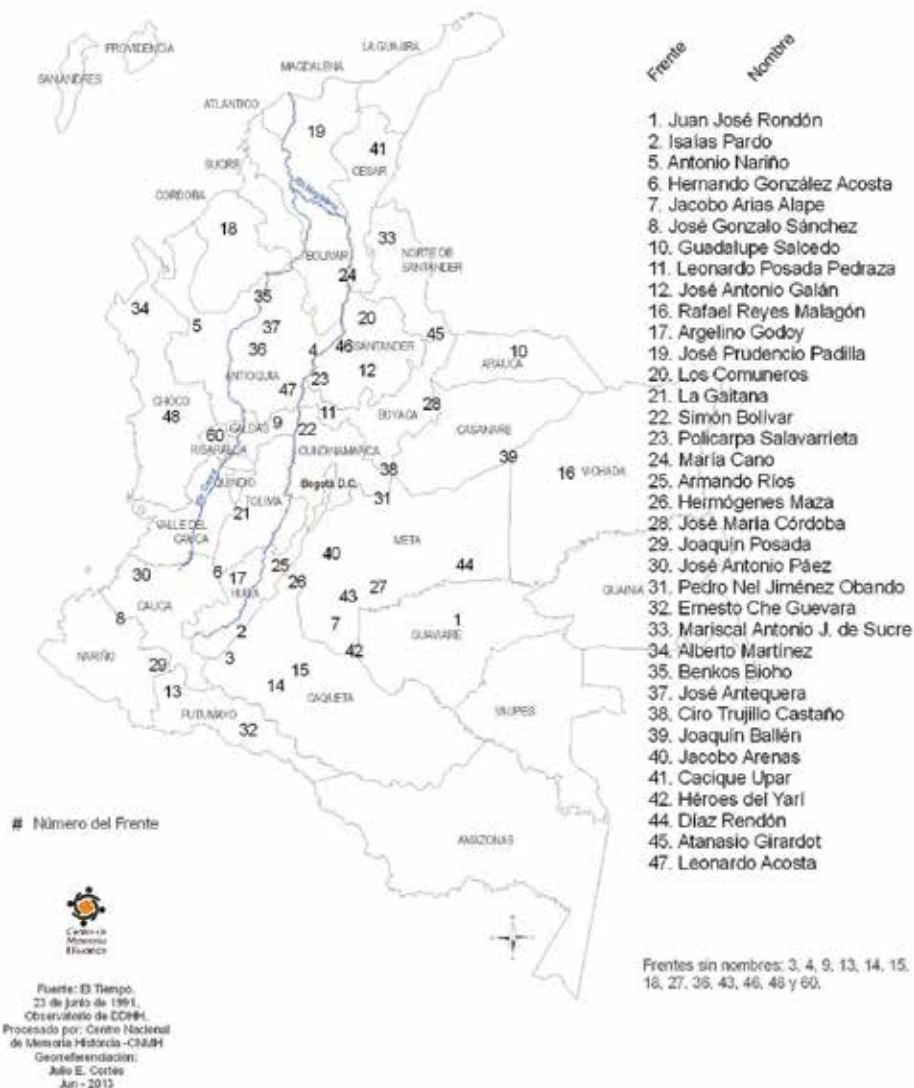 PROVIDENCIA
SAN ANDRES
LA GUAJIRA
MAGDALENA
ATLANTICO
19
41
CESAR
SUCRE
CORDOBA
18
33
BOLIVAR
NORTE DE
SANTANDER
24
34
35
20
5
37
45
36
4
46
SANTANDER
10
ARAUCA
ANTIOQUIA
23
12
CHOCO
47
48
11
BOYACA
28
9
22
CALDAS
CASANARE
60
RISARALDA
CUNDINAMARCA
39
16
VICHADA
38
QUINDIO
Bogotá D.C.
31
TOLIMA
21
VALLE DEL
CAUCA
META
40
44
30
6
17
25
26
27
GUAINIA
HUILA
43
CAUCA
8
7
1
2
GUAVIARE
42
NARIÑO
3
29
15
13
14
CAQUETA
VAUPES
PUTUMAYO
32
AMAZONAS
# Número del Frente
Centro de
Memoria
Histórica
Fuente: El Tiempo.
23 de junio de 1991.
Observatorio de DDHH.
Procesado por: Centro Nacional
de Memoria Histórica -CNMH
Georreferenciación:
Julio E. Cortés
Jun - 2013
Frente Nombre
1. Juan José Rondón
2. Isaías Pardo
5. Antonio Nariño
6. Hernando González Acosta
7. Jacobo Arias Alape
8. José Gonzalo Sánchez
10. Guadalupe Salcedo
11. Leonardo Posada Pedraza
12. José Antonio Galán
16. Rafael Reyes Malagón
17. Argelino Godoy
19. José Prudencio Padilla
20. Los Comuneros
21. La Gaitana
22. Simón Bolívar
23. Policarpa Salavarrieta
24. María Cano
25. Armando Ríos
26. Hermógenes Maza
28. José María Córdoba
29. Joaquín Posada
30. José Antonio Páez
31. Pedro Nel Jiménez Obando
32. Ernesto Che Guevara
33. Mariscal Antonio J. de Sucre
34. Alberto Martínez
35. Benkos Bioho
37. José Antequera
38. Ciro Trujillo Castaño
39. Joaquín Ballén
40. Jacobo Arenas
41. Cacique Upar
42. Héroes del Yarí
44. Díaz Rendón
45. Atanasio Girardot
47. Leonardo Acosta
Frentes sin nombres: 3, 4, 9, 13, 14, 15,
18, 27, 36, 43, 46, 48 y 60.